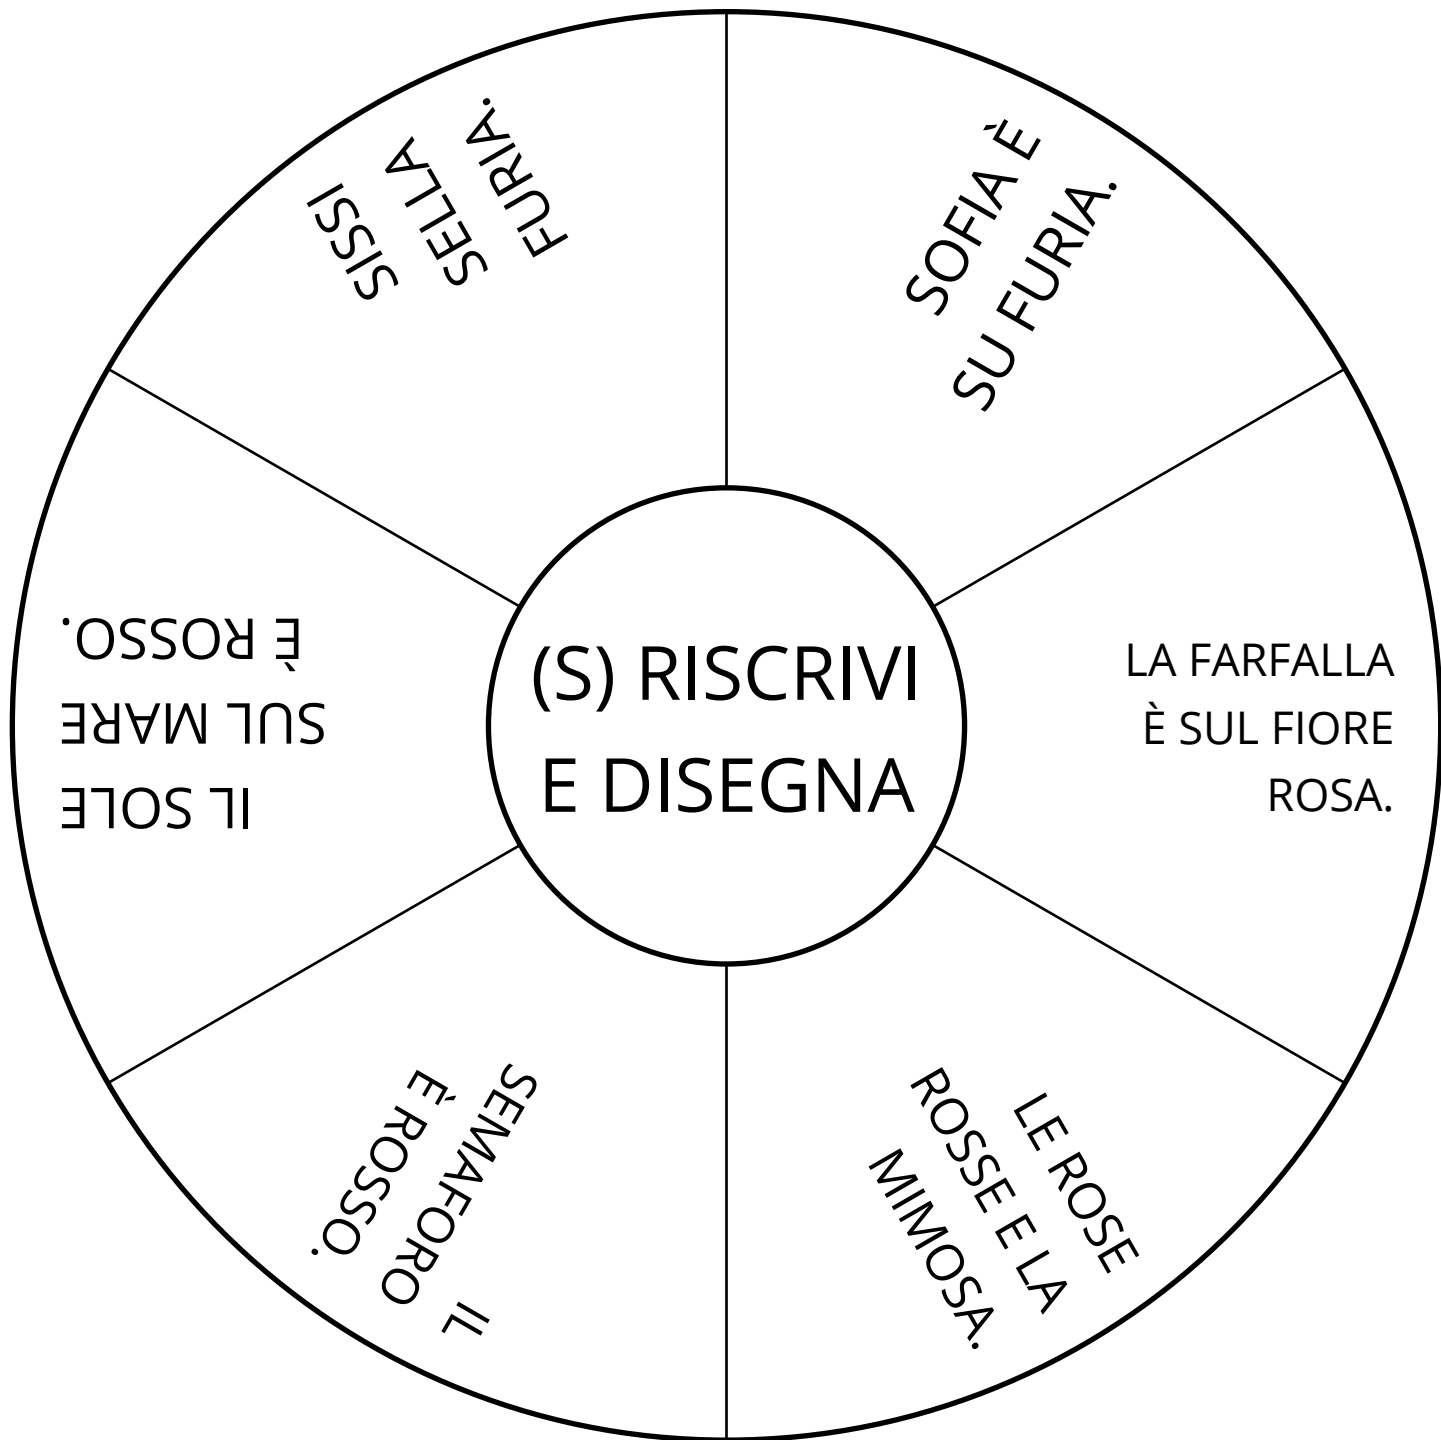 (S) RISCRIVI
E DISEGNA
SOFIA È
SU FURIA.
LA FARFALLA
È SUL FIORE
ROSA.
LE ROSE
ROSSE E LA
MIMOSA.
IL
SEMAFORO
È ROSSO.
IL SOLE
SUL MARE
È ROSSO.
SISSI
SELLA
FURIA.